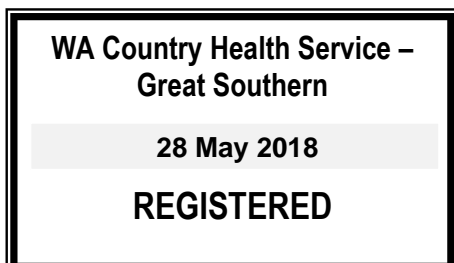 WA Country Health Service –
Great Southern
28 May 2018
REGISTERED